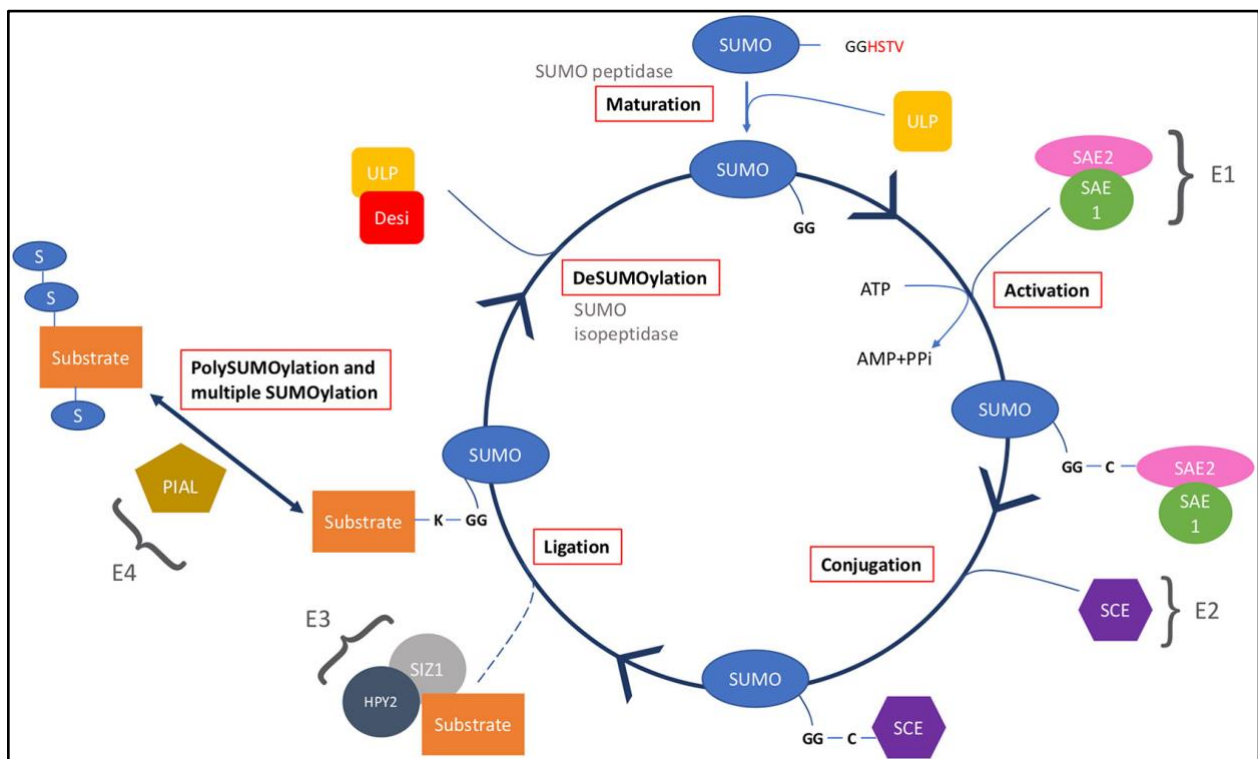 SUMO
GGHSTV
SUMO peptidase
Maturation
ULP
SUMO
GG
SAE2
SAE
1
E1
ATP
Activation
AMP+PPi
ULP
Desi
DeSUMOylation
SUMO
isopeptidase
S
S
Substrate
S
PolySUMOylation and
multiple SUMOylation
PIAL
E4
SUMO
Substrate
K
GG
SUMO
GG
C
SAE2
SAE
1
Ligation
Conjugation
SCE
E2
E3
SIZ1
HPY2
Substrate
SUMO
GG
C
SCE